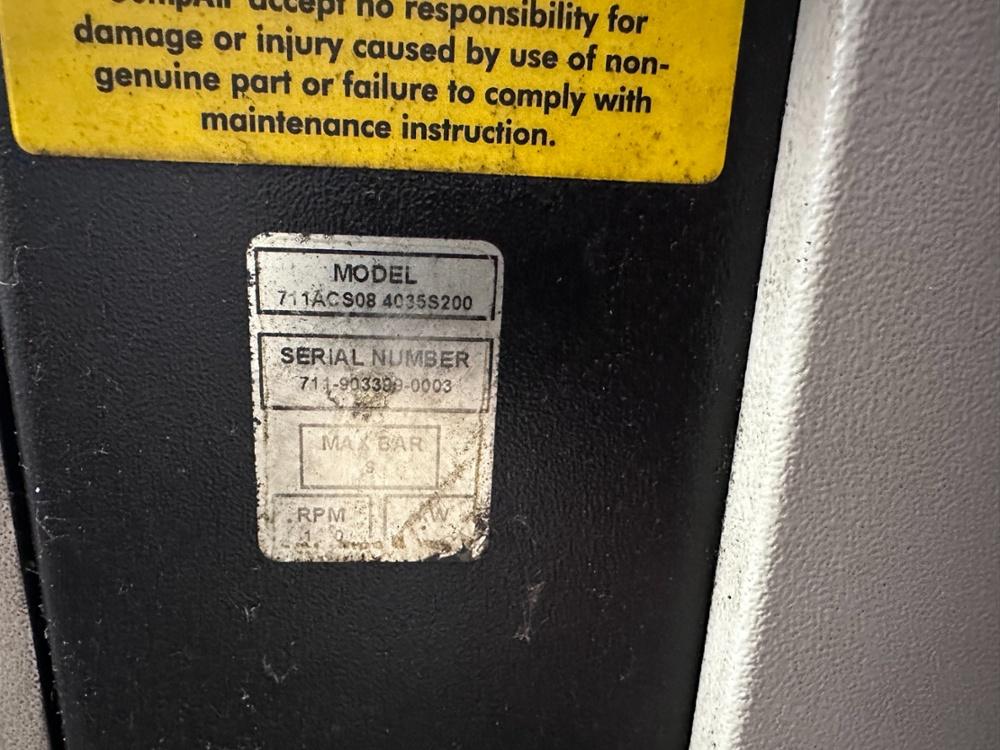 CompAir accept no responsibility for
damage or injury caused by use of non-
genuine part or failure to comply with
maintenance instruction.
MODEL
711ACS08 4035S200
SERIAL NUMBER
MAX BAR
RPM